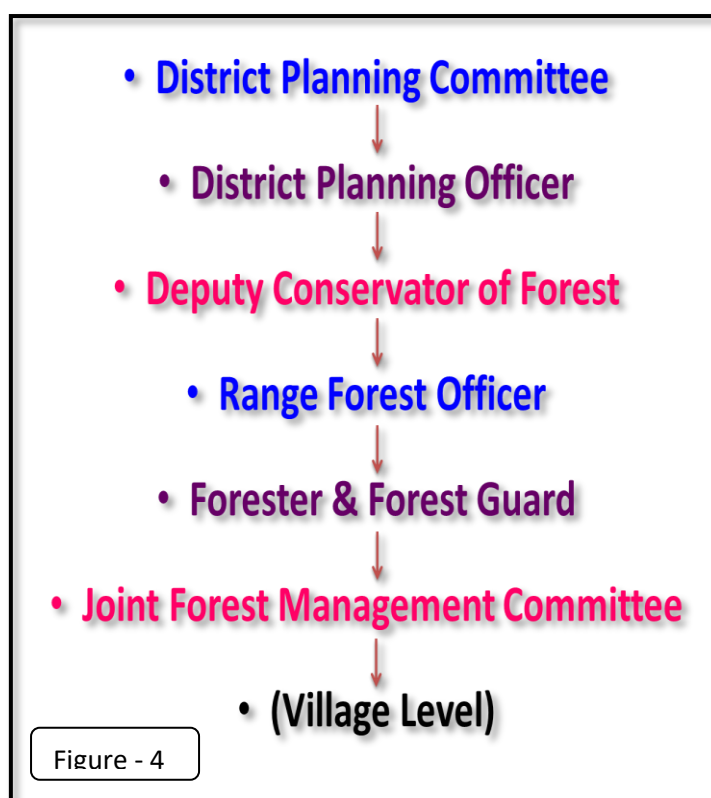 • District Planning Committee
• District Planning Officer
• Deputy Conservator of Forest
• Range Forest Officer
• Forester & Forest Guard
• Joint Forest Management Committee
• (Village Level)
Figure - 4